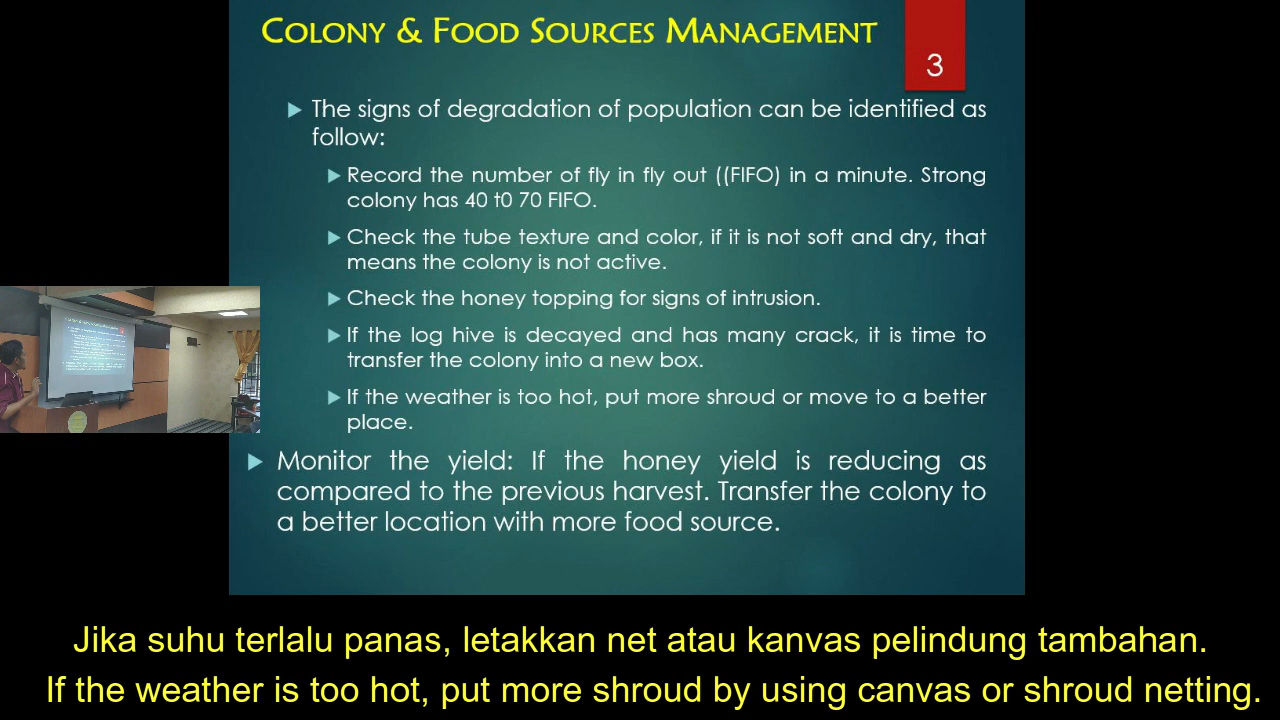 COLONY & FOOD SOURCES MANAGEMENT
3
The signs of degradation of population can be identified as
follow:
Record the number of fly in fly out ((FIFO) in a minute. Strong
colony has 40 t0 70 FIFO.
Check the tube texture and color, if it is not soft and dry, that
means the colony is not active.
Check the honey topping for signs of intrusion.
If the log hive is decayed and has many crack, it is time to
transfer the colony into a new box.
If the weather is too hot, put more shroud or move to a better
place.
Monitor the yield: If the honey yield is reducing as
compared to the previous harvest. Transfer the colony to
a better location with more food source.
Jika suhu terlalu panas, letakkan net atau kanvas pelindung tambahan.
If the weather is too hot, put more shroud by using canvas or shroud netting.